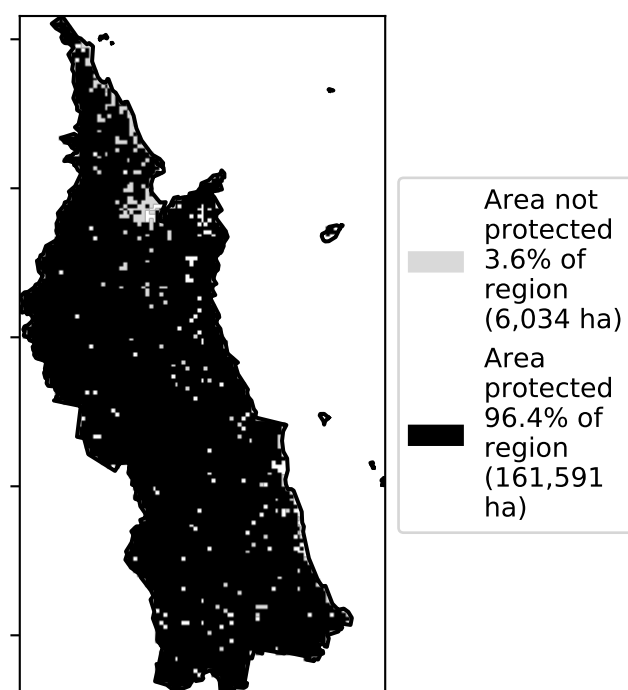 Area not
protected
3.6% of
region
(6,034 ha)
Area
protected
96.4% of
region
(161,591
ha)